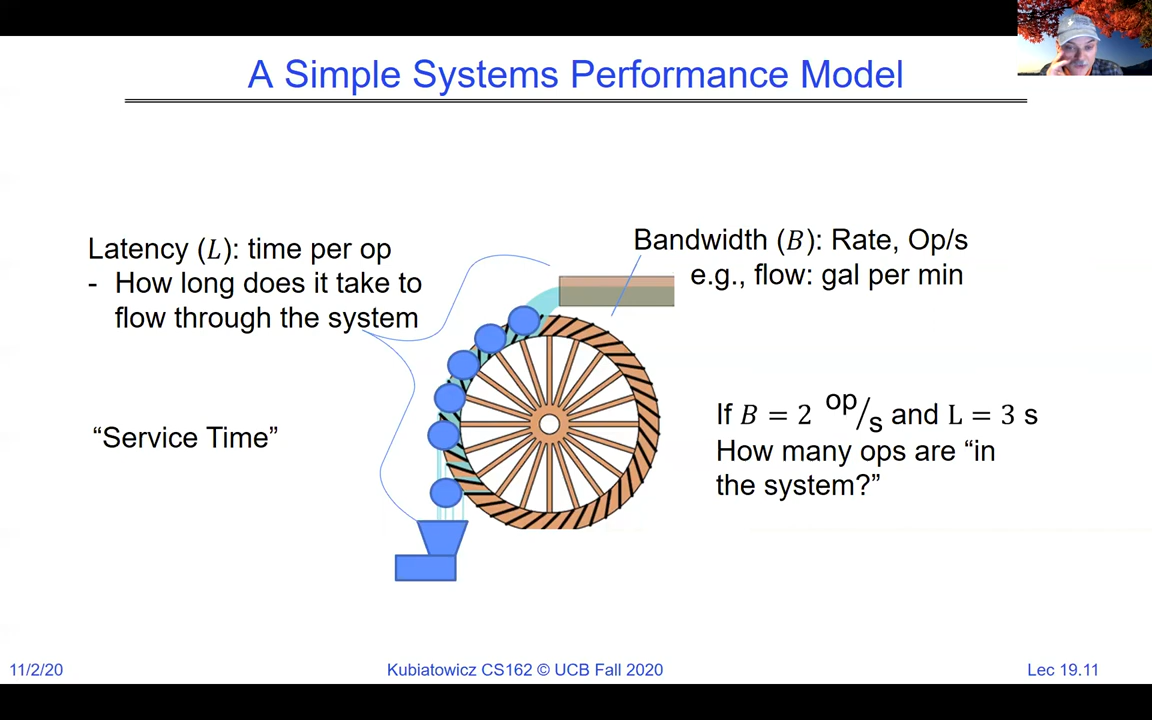 A Simple Systems Performance Model
Latency (L): time per op
- How long does it take to
flow through the system
"Service Time"
Bandwidth (B): Rate, Op/s
e.g., flow: gal per min
If B = 2 op/s and L = 3 s
How many ops are "in
the system?"
11/2/20
Kubiatowicz CS162 © UCB Fall 2020
Lec 19.11